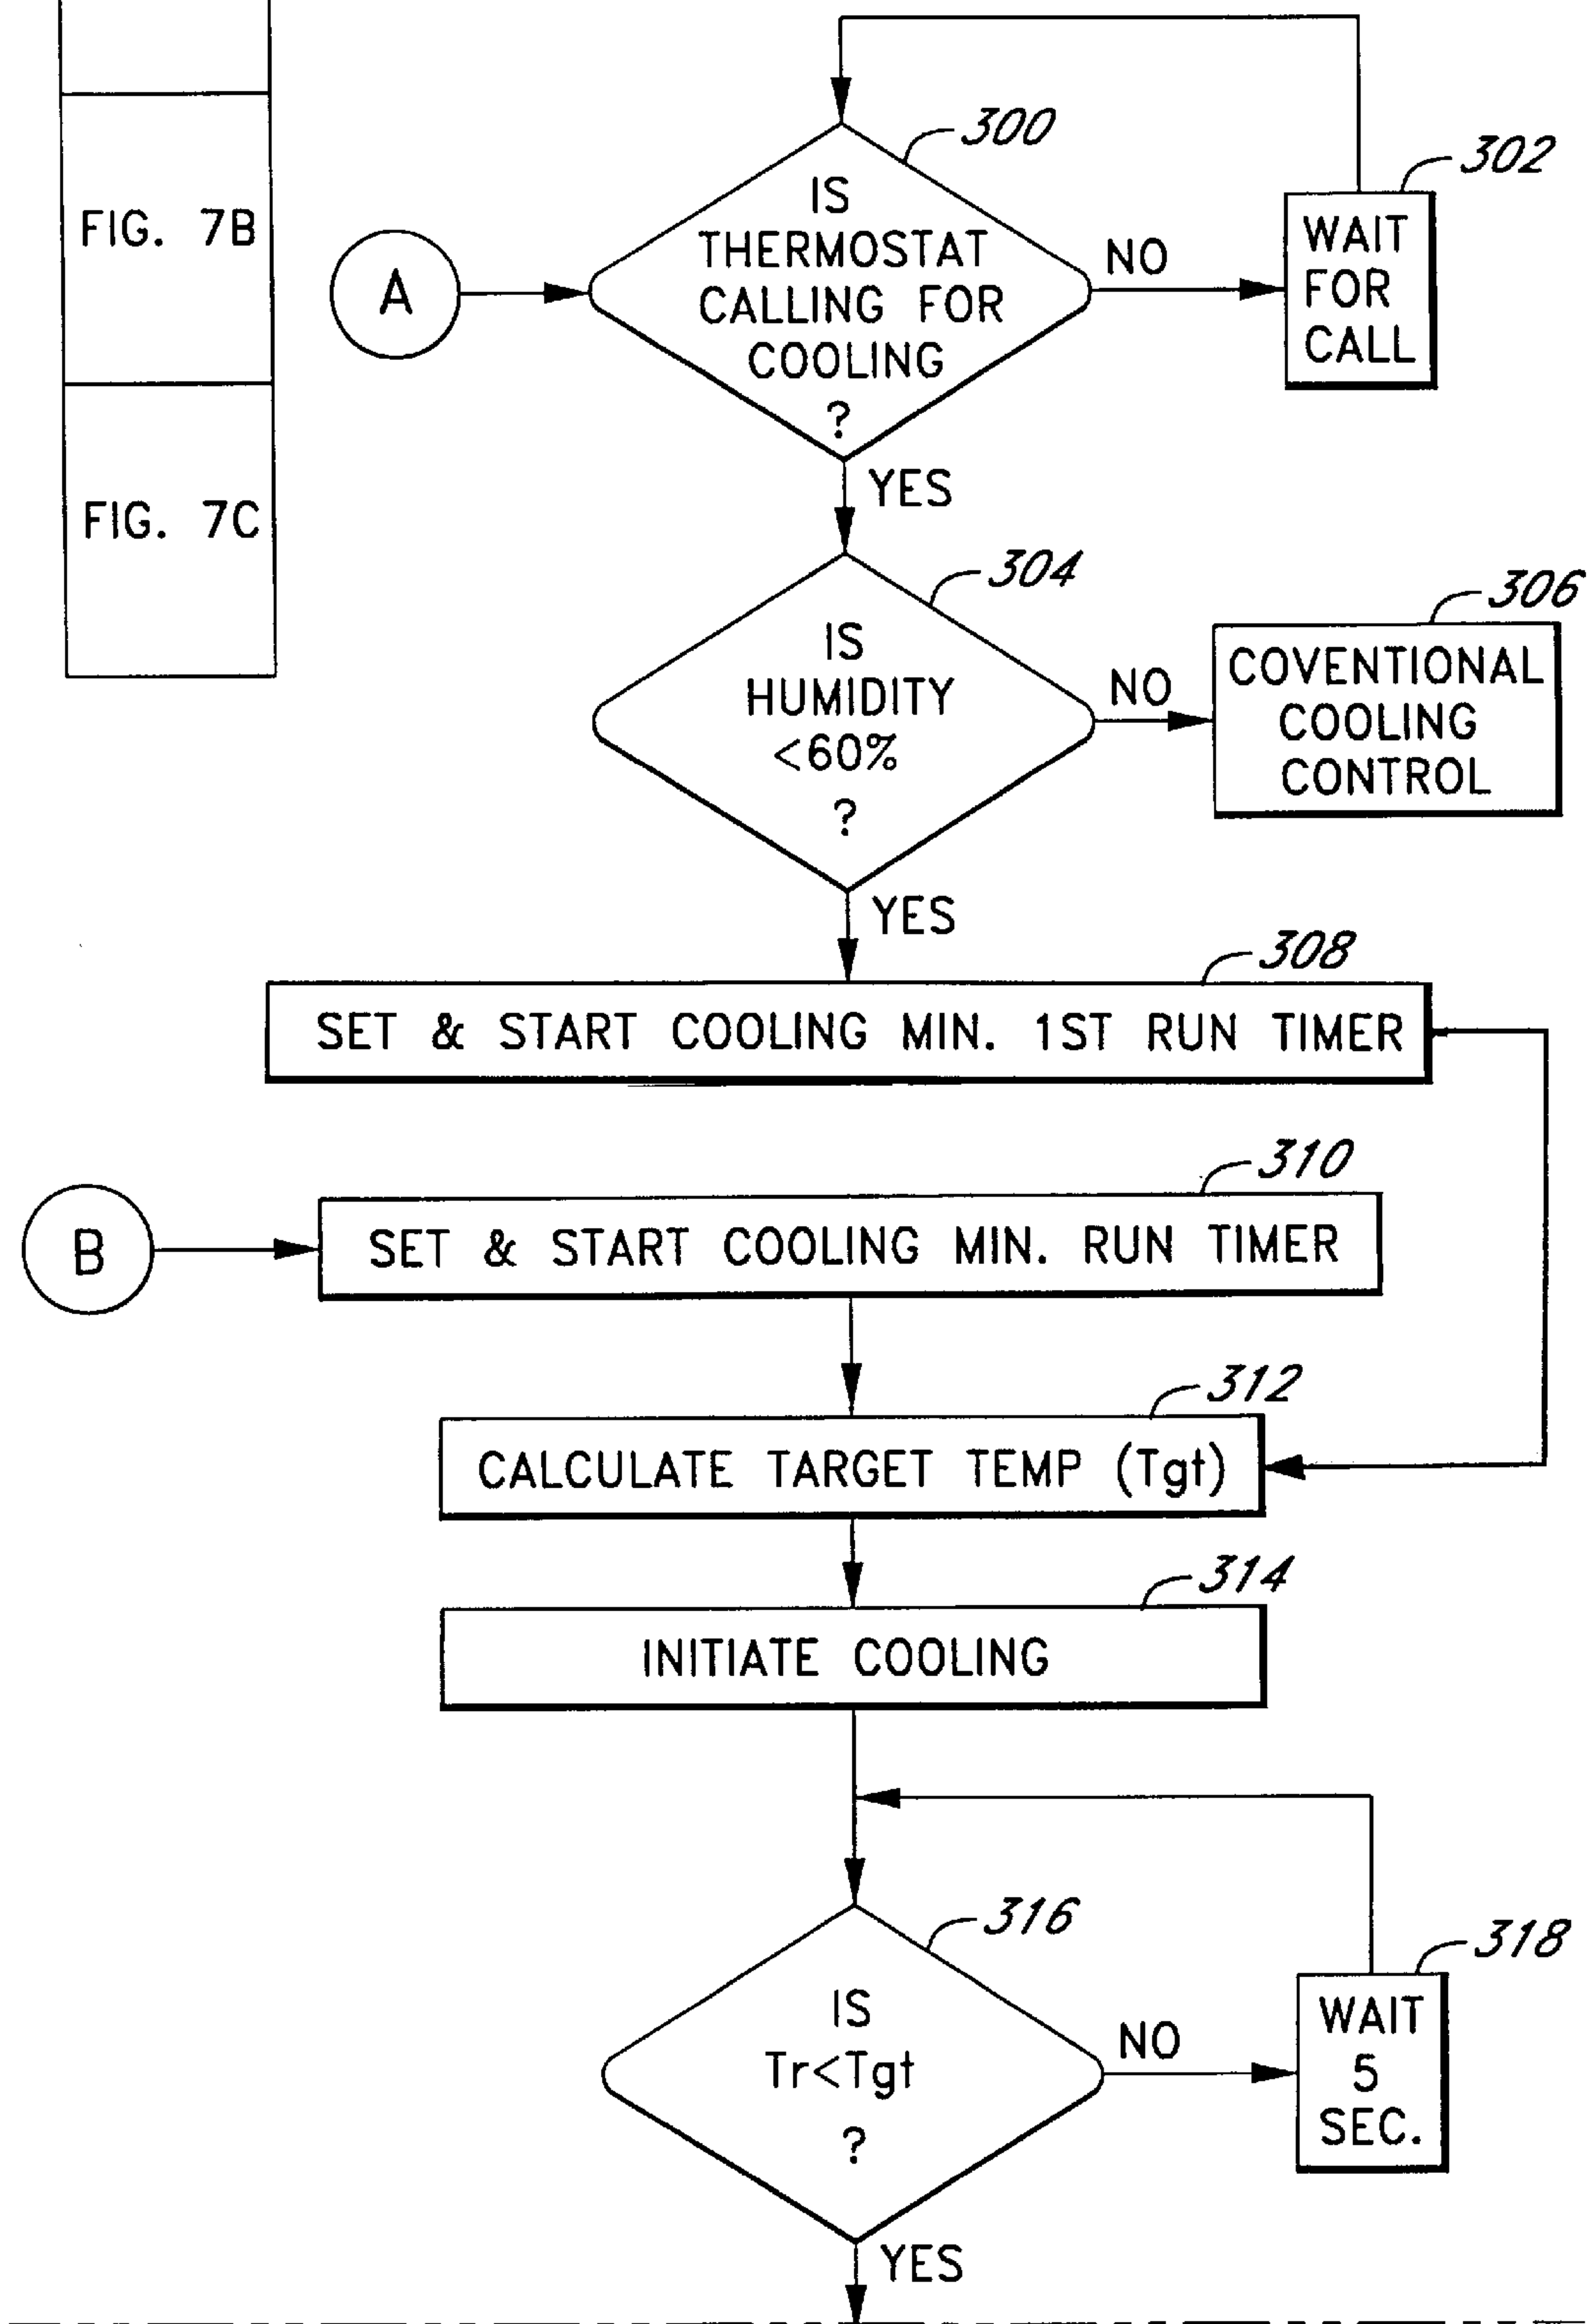 FIG. 7B
FIG. 7C
A
300
IS
THERMOSTAT
CALLING FOR
COOLING
?
NO
302
WAIT
FOR
CALL
YES
304
IS
HUMIDITY
<60%
?
NO
306
COVENTIONAL
COOLING
CONTROL
YES
308
SET & START COOLING MIN. 1ST RUN TIMER
310
B
SET & START COOLING MIN. RUN TIMER
312
CALCULATE TARGET TEMP (Tgt)
314
INITIATE COOLING
316
IS
Tr<Tgt
?
NO
318
WAIT
5
SEC.
YES